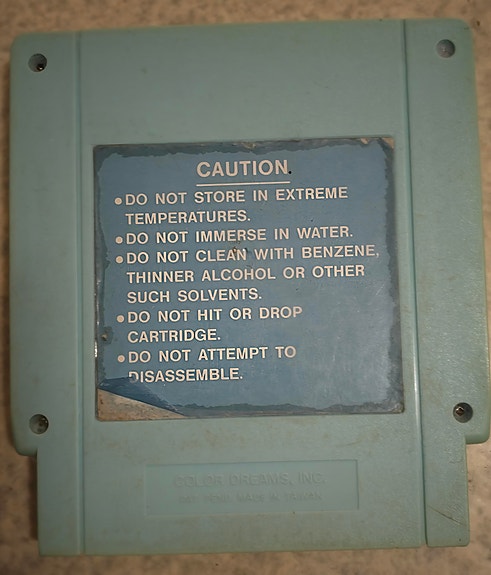 CAUTION
•DO NOT STORE IN EXTREME
TEMPERATURES.
•DO NOT IMMERSE IN WATER.
•DO NOT CLEAN WITH BENZENE,
THINNER ALCOHOL OR OTHER
SUCH SOLVENTS.
•DO NOT HIT OR DROP
CARTRIDGE.
•DO NOT ATTEMPT TO
DISASSEMBLE.
COLOR DREAMS, INC.
PAT. PEND. MADE IN TAIWAN